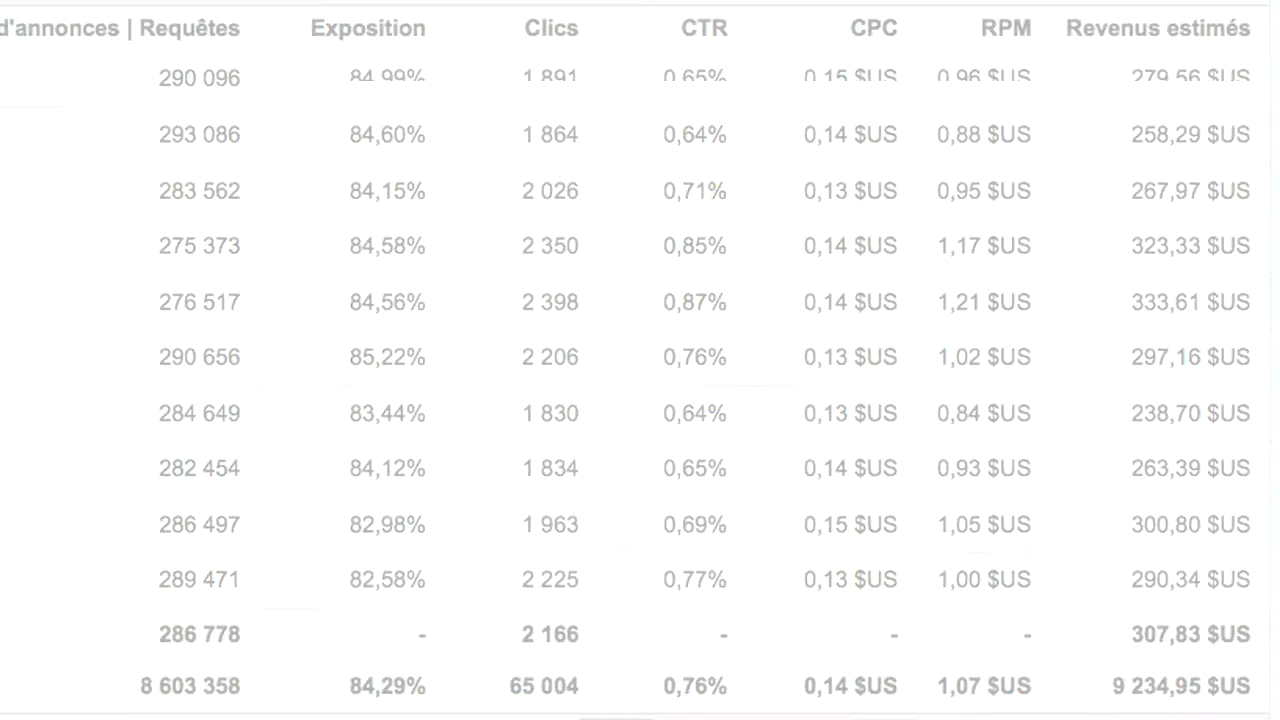 d'annonces | Requêtes Exposition Clics CTR CPC RPM Revenus estimés
290 096 84,99% 1 891 0,65% 0,15 $US 0,96 $US 279,56 $US
293 086 84,60% 1 864 0,64% 0,14 $US 0,88 $US 258,29 $US
283 562 84,15% 2 026 0,71% 0,13 $US 0,95 $US 267,97 $US
275 373 84,58% 2 350 0,85% 0,14 $US 1,17 $US 323,33 $US
276 517 84,56% 2 398 0,87% 0,14 $US 1,21 $US 333,61 $US
290 656 85,22% 2 206 0,76% 0,13 $US 1,02 $US 297,16 $US
284 649 83,44% 1 830 0,64% 0,13 $US 0,84 $US 238,70 $US
282 454 84,12% 1 834 0,65% 0,14 $US 0,93 $US 263,39 $US
286 497 82,98% 1 963 0,69% 0,15 $US 1,05 $US 300,80 $US
289 471 82,58% 2 225 0,77% 0,13 $US 1,00 $US 290,34 $US
286 778 - 2 166 - - - 307,83 $US
8 603 358 84,29% 65 004 0,76% 0,14 $US 1,07 $US 9 234,95 $US